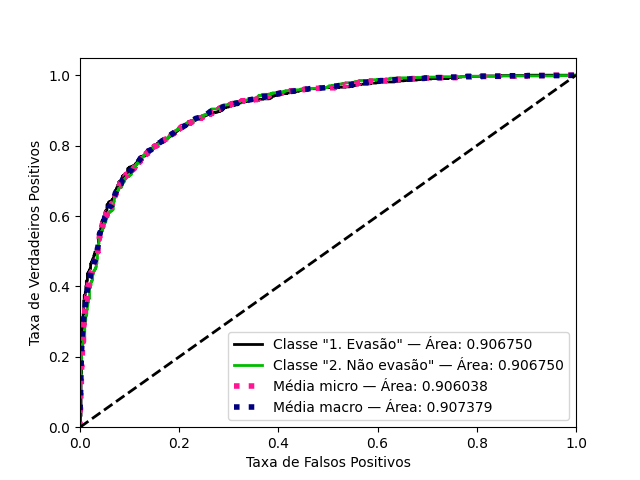 1.0
0.8
0.6
0.4
0.2
0.0
Taxa de Verdadeiros Positivos
Classe "1. Evasão" — Área: 0.906750
Classe "2. Não evasão" — Área: 0.906750
Média micro — Área: 0.906038
Média macro — Área: 0.907379
0.0 0.2 0.4 0.6 0.8 1.0
Taxa de Falsos Positivos